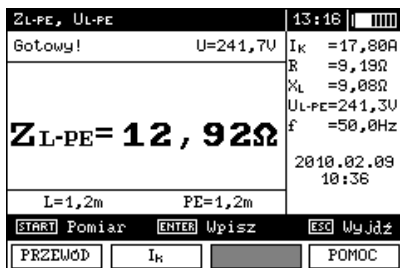 ZL-PE, UL-PE 13:16
Gotowy! U=241,7V
ZL-PE= 12,92Ω
L=1,2m PE=1,2m
IK =17,80A
R =9,19Ω
XL =9,08Ω
UL-PE=241,3V
f =50,0Hz
2010.02.09
10:36
START Pomiar ENTER Wpisz ESC Wyjdź
PRZEWÓD IK POMOC